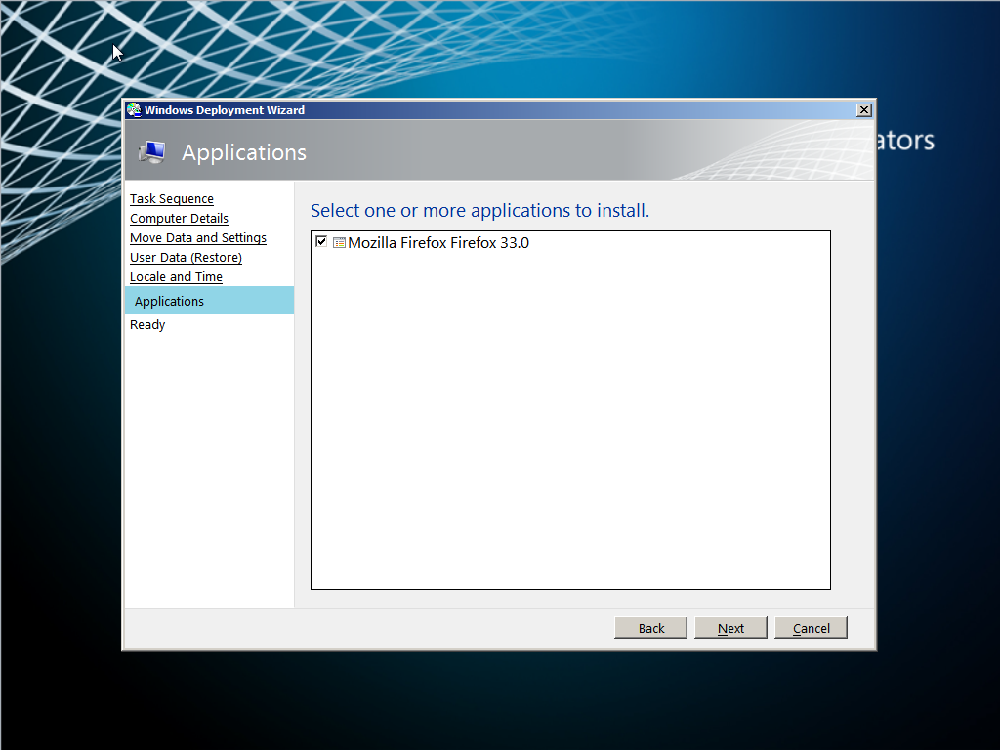 Windows Deployment Wizard
ators
Applications
Task Sequence
Computer Details
Move Data and Settings
User Data (Restore)
Locale and Time
Applications
Ready
Select one or more applications to install.
Mozilla Firefox Firefox 33.0
Back
Next
Cancel